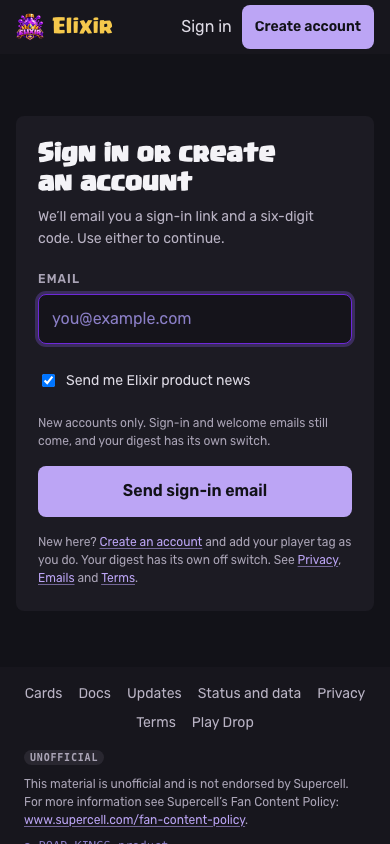 Elixir
Sign in
Create account
Sign in or create
an account
We'll email you a sign-in link and a six-digit
code. Use either to continue.
EMAIL
you@example.com
Send me Elixir product news
New accounts only. Sign-in and welcome emails still
come, and your digest has its own switch.
Send sign-in email
New here? Create an account and add your player tag as
you do. Your digest has its own off switch. See Privacy,
Emails and Terms.
Cards Docs Updates Status and data Privacy
Terms Play Drop
UNOFFICIAL
This material is unofficial and is not endorsed by Supercell.
For more information see Supercell's Fan Content Policy:
www.supercell.com/fan-content-policy.
ROAD KINGS product